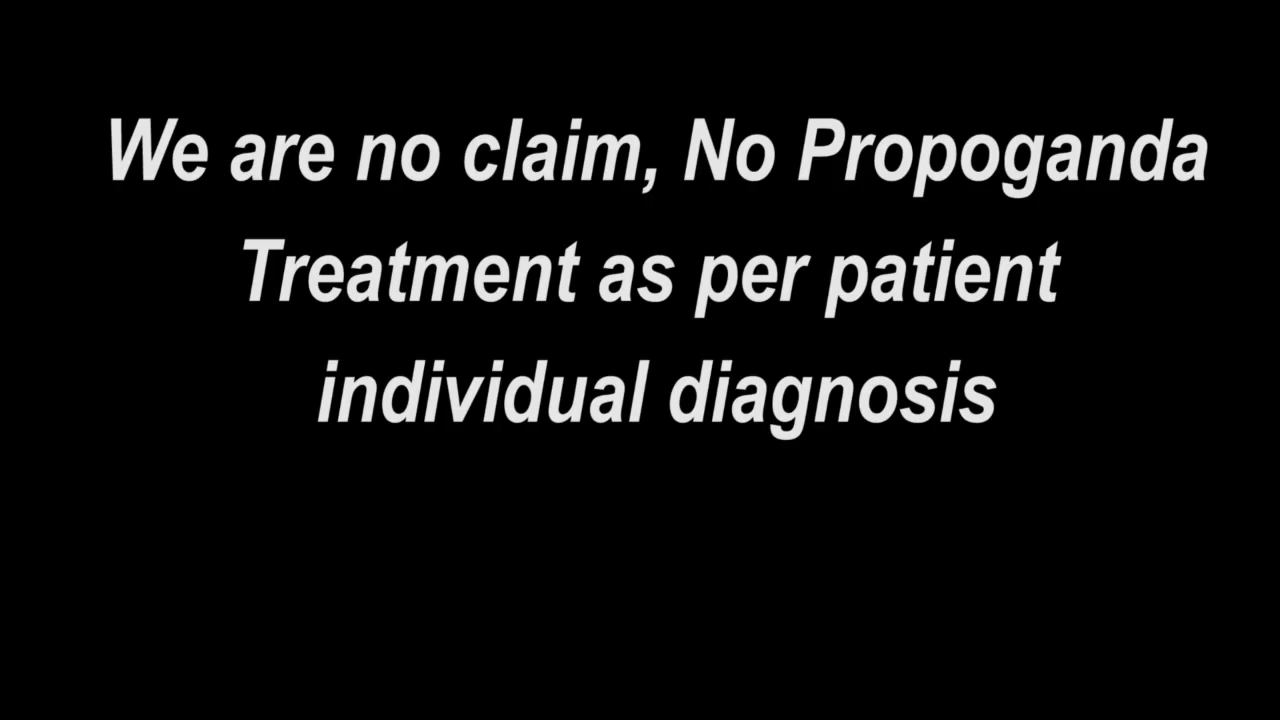 We are no claim, No Propoganda
Treatment as per patient
individual diagnosis